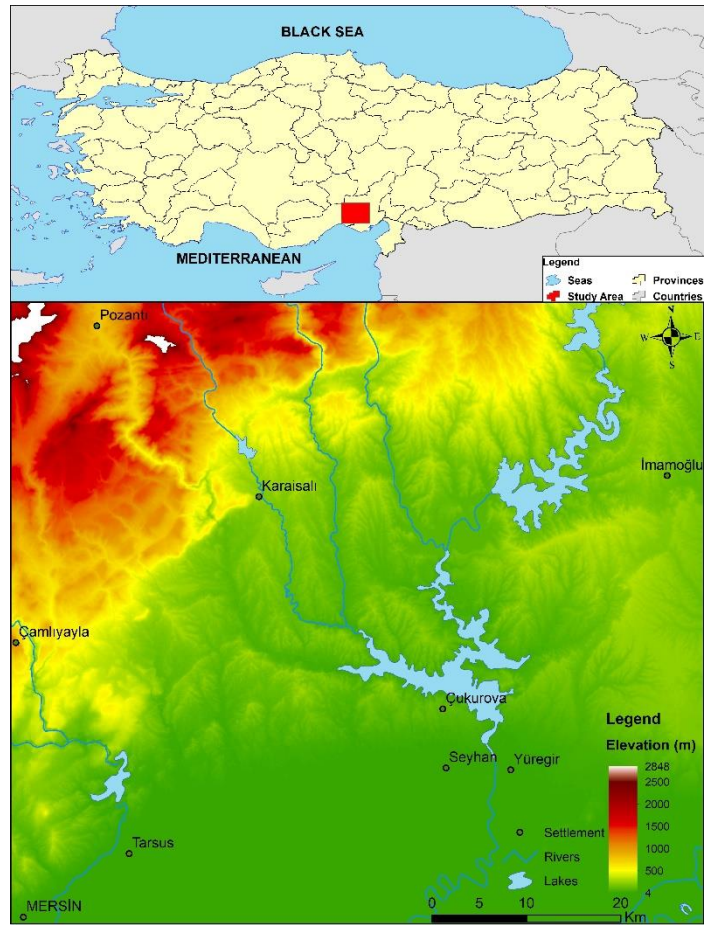 BLACK SEA
MEDITERRANEAN
Legend
Seas
Provinces
Study Area
Countries
Pozantı
N
W
E
S
İmamoğlu
Karaisalı
Çamlıyayla
Çukurova
Seyhan
Yüregir
Tarsus
MERSİN
Legend
Elevation (m)
2848
2500
2000
1500
1000
500
4
Settlement
Rivers
Lakes
0 5 10 20
Km